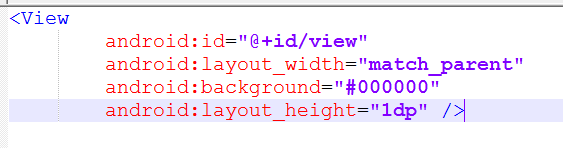 <View
android:id="@+id/view"
android:layout_width="match_parent"
android:background="#000000"
android:layout_height="1dp" />